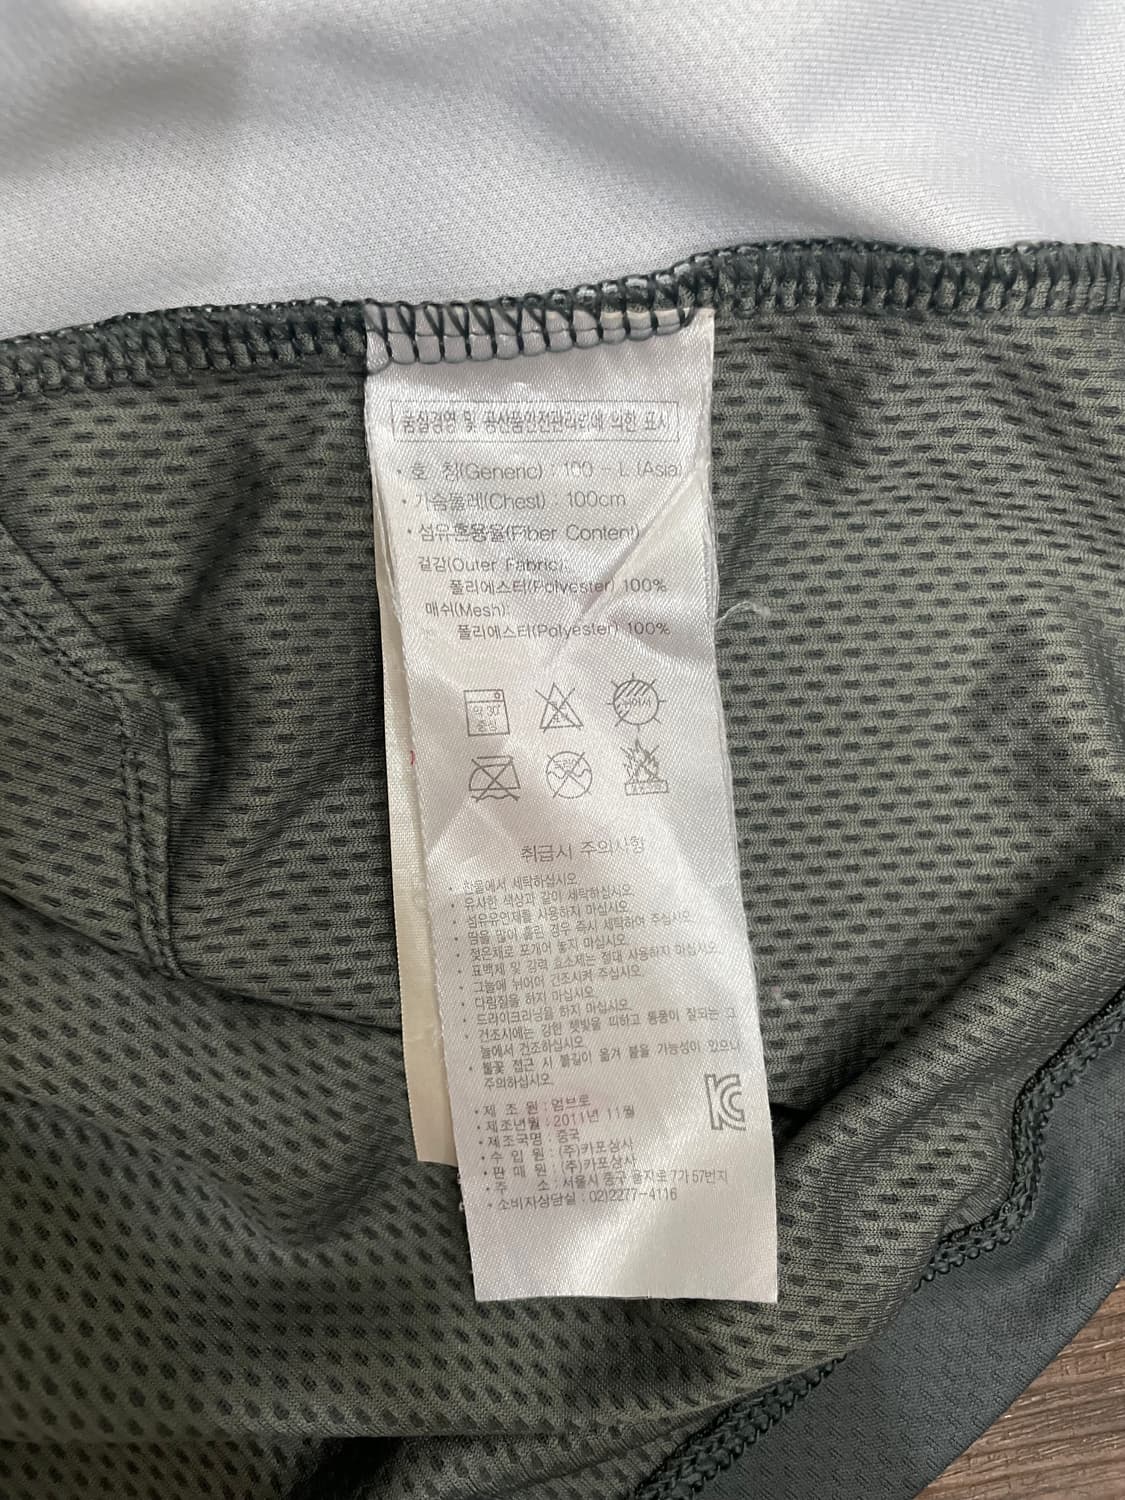 품질경영 및 공산품안전관리법에 의한 표시
• 호 칭(Generic) : 100 - L (Asia)
• 가슴둘레(Chest) : 100cm
• 섬유혼용율(Fiber Content)
겉감(Outer Fabric):
폴리에스터(Polyester) 100%
매쉬(Mesh):
폴리에스터(Polyester) 100%
약 30°
중성
취급시 주의사항
• 찬물에서 세탁하십시오.
• 유사한 색상과 같이 세탁하십시오.
• 섬유유연제를 사용하지 마십시오.
• 땀을 많이 흘린 경우 즉시 세탁하여 주십시오.
• 젖은채로 포개어 놓지 마십시오.
• 표백제 및 강력 효소제는 절대 사용하지 마십시오.
• 그늘에 뉘어어 건조시켜 주십시오.
• 다림질을 하지 마십시오.
• 드라이크리닝을 하지 마십시오.
• 건조시에는 강한 햇빛을 피하고 통풍이 잘되는 그
늘에서 건조하십시오.
• 불꽃 접근 시 불길이 옮겨 붙을 가능성이 있으니
주의하십시오.
• 제 조 원 : 엄브로
• 제조년월 : 2011년 11월
• 제조국명 : 중국
• 수 입 원 : (주)카포상사
• 판 매 원 : (주)카포상사
• 주 소 : 서울시 중구 을지로 7가 57번지
• 소비자상담실 : 02)2277-4116
KC